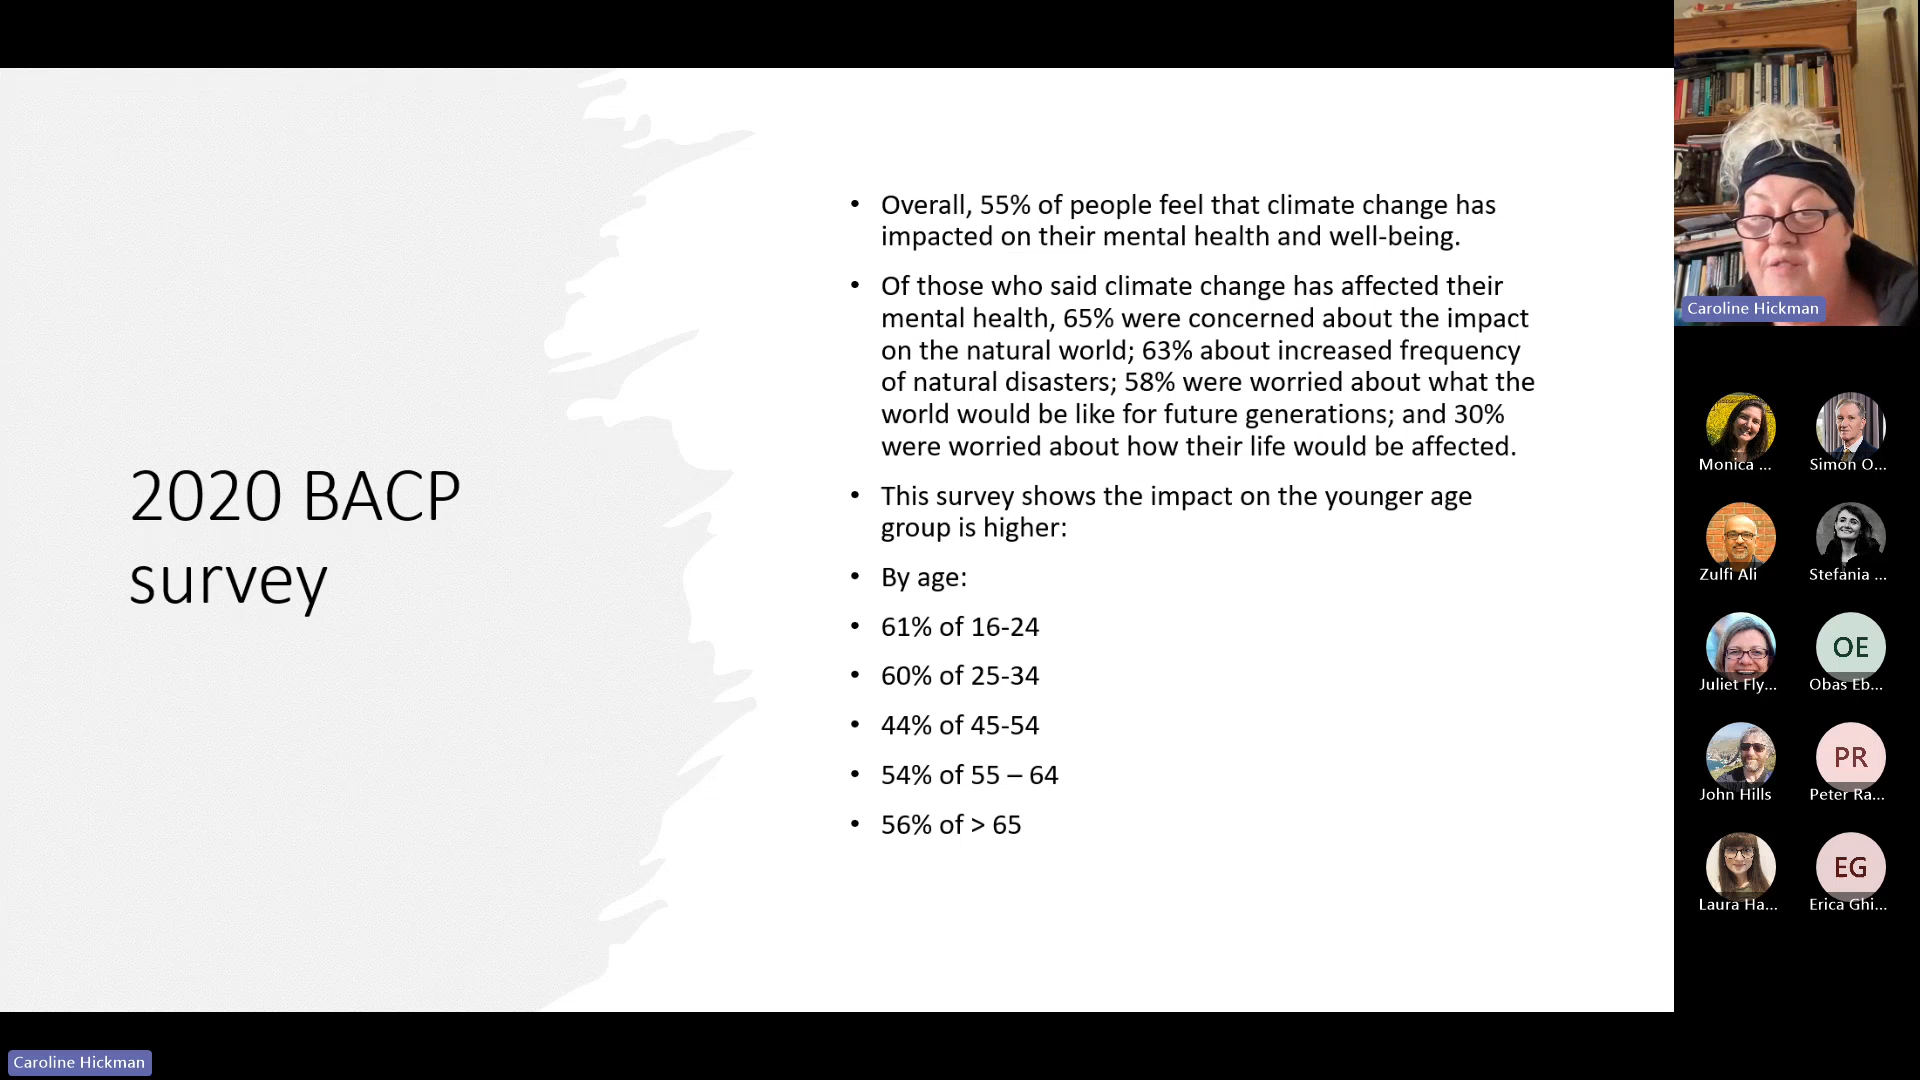 2020 BACP
survey
• Overall, 55% of people feel that climate change has
impacted on their mental health and well-being.
• Of those who said climate change has affected their
mental health, 65% were concerned about the impact
on the natural world; 63% about increased frequency
of natural disasters; 58% were worried about what the
world would be like for future generations; and 30%
were worried about how their life would be affected.
• This survey shows the impact on the younger age
group is higher:
• By age:
• 61% of 16-24
• 60% of 25-34
• 44% of 45-54
• 54% of 55 – 64
• 56% of > 65
Caroline Hickman
Monica ...
Simon O...
Zulfi Ali
Stefania ...
Juliet Fly...
OE
Obas Eb...
John Hills
PR
Peter Ra...
Laura Ha...
EG
Erica Ghi...
Caroline Hickman